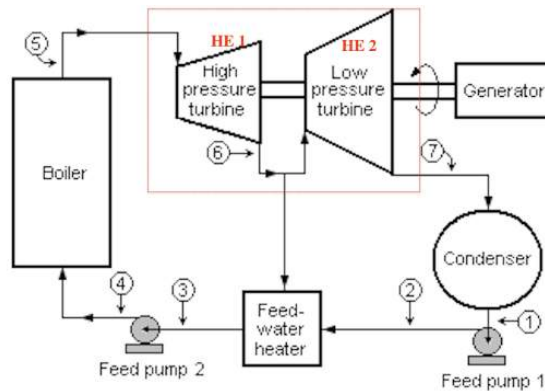 5
HE 1
HE 2
High
pressure
turbine
Low
pressure
turbine
Generator
6
7
Boiler
Condenser
4
3
Feed-
water
heater
2
1
Feed pump 2
Feed pump 1